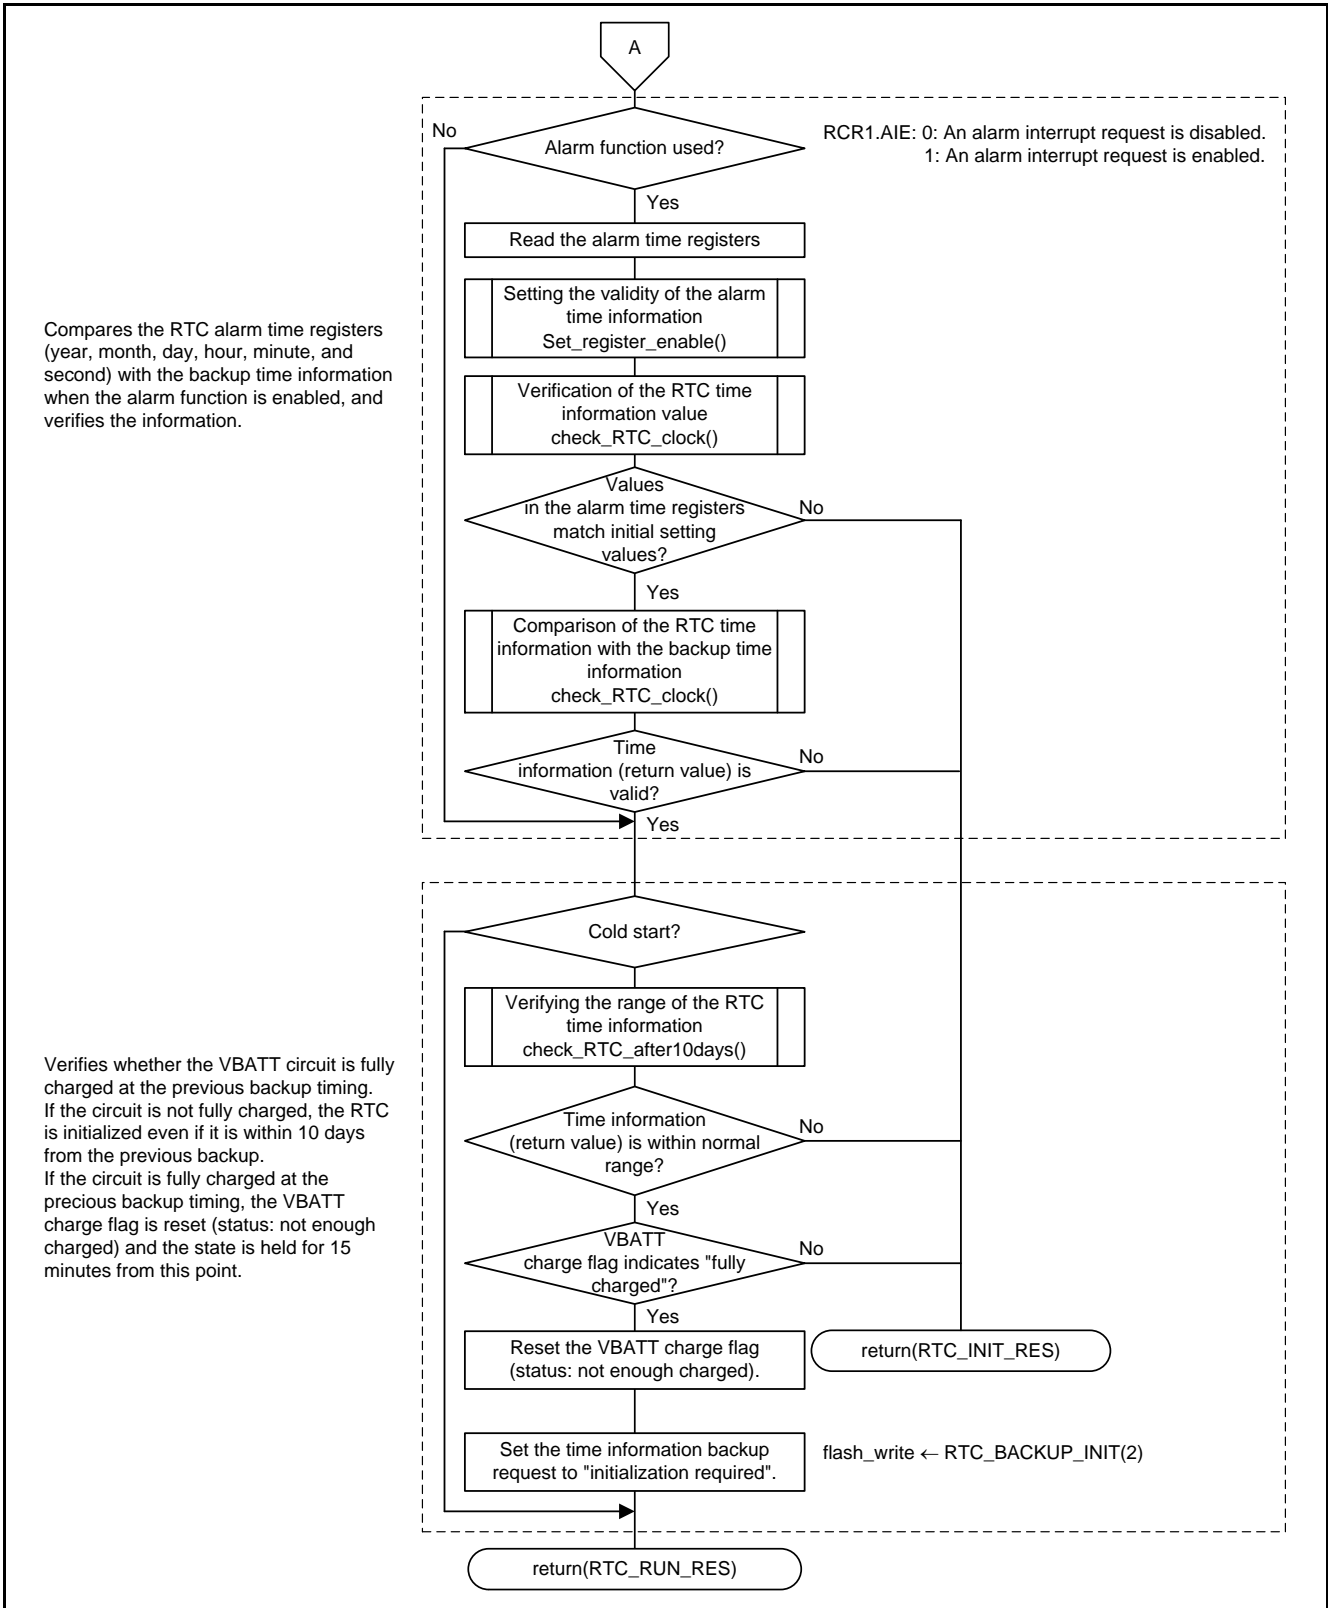 A
No
Alarm function used?
RCR1.AIE: 0: An alarm interrupt request is disabled.
1: An alarm interrupt request is enabled.
Yes
Read the alarm time registers
Setting the validity of the alarm
time information
Set_register_enable()
Compares the RTC alarm time registers
(year, month, day, hour, minute, and
second) with the backup time information
when the alarm function is enabled, and
verifies the information.
Verification of the RTC time
information value
check_RTC_clock()
Values
in the alarm time registers
match initial setting
values?
No
Yes
Comparison of the RTC time
information with the backup time
information
check_RTC_clock()
Time
information (return value) is
valid?
No
Yes
Cold start?
Verifying the range of the RTC
time information
check_RTC_after10days()
Verifies whether the VBATT circuit is fully
charged at the previous backup timing.
If the circuit is not fully charged, the RTC
is initialized even if it is within 10 days
from the previous backup.
If the circuit is fully charged at the
precious backup timing, the VBATT
charge flag is reset (status: not enough
charged) and the state is held for 15
minutes from this point.
Time information
(return value) is within normal
range?
No
Yes
VBATT
charge flag indicates "fully
charged"?
No
Yes
Reset the VBATT charge flag
(status: not enough charged).
return(RTC_INIT_RES)
Set the time information backup
request to "initialization required".
flash_write ← RTC_BACKUP_INIT(2)
return(RTC_RUN_RES)